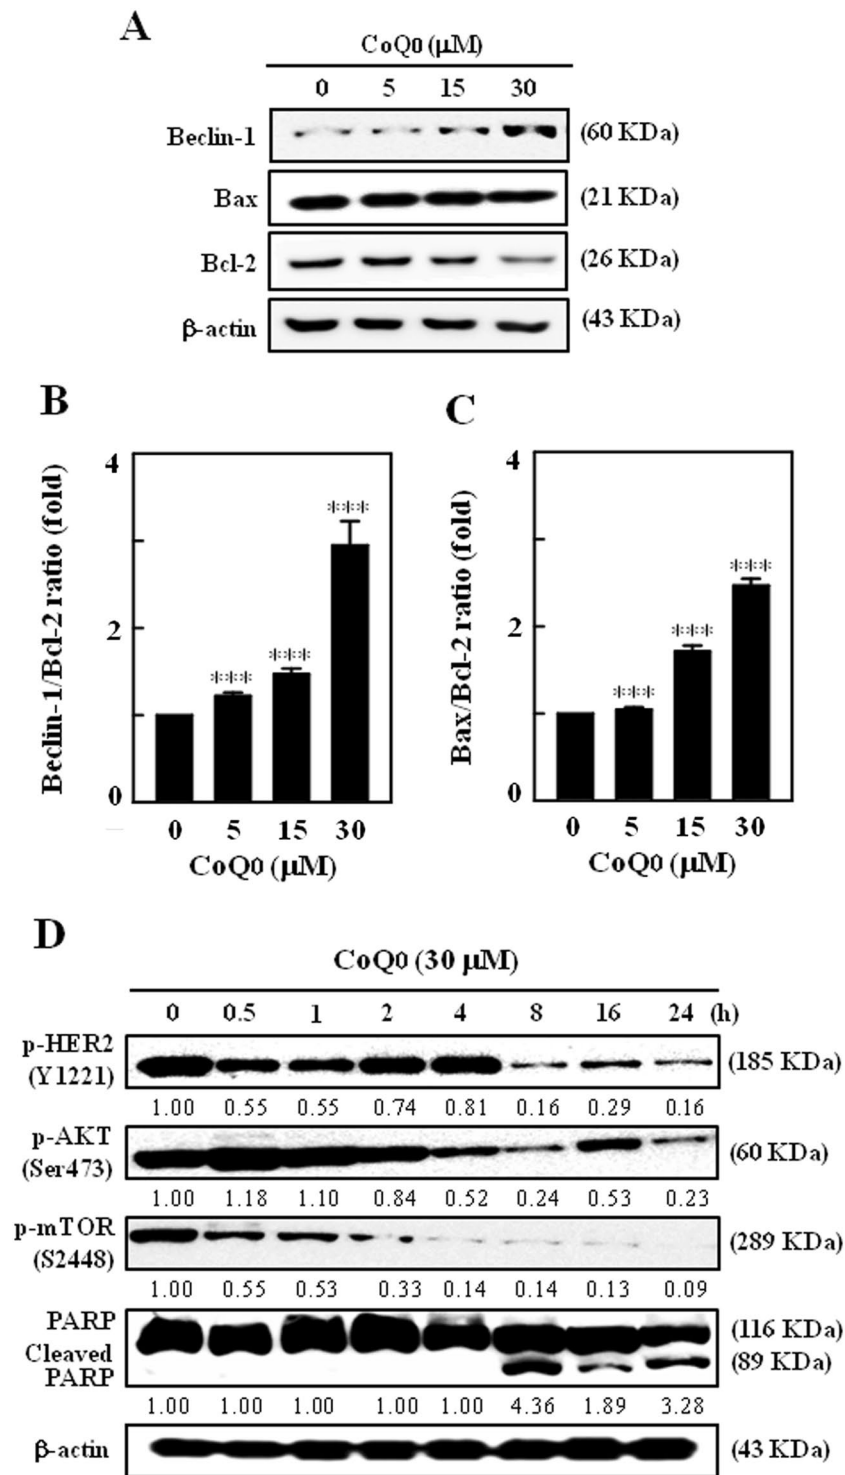 A
CoQ0 (μM)
0 5 15 30
Beclin-1 (60 KDa)
Bax (21 KDa)
Bcl-2 (26 KDa)
β-actin (43 KDa)
B
Beclin-1/Bcl-2 ratio (fold)
4
2
0
*** *** *** 
0 5 15 30
CoQ0 (μM)
C
Bax/Bcl-2 ratio (fold)
4
2
0
*** *** ***
0 5 15 30
CoQ0 (μM)
D
CoQ0 (30 μM)
0 0.5 1 2 4 8 16 24 (h)
p-HER2
(Y1221) (185 KDa)
1.00 0.55 0.55 0.74 0.81 0.16 0.29 0.16
p-AKT
(Ser473) (60 KDa)
1.00 1.18 1.10 0.84 0.52 0.24 0.53 0.23
p-mTOR
(S2448) (289 KDa)
1.00 0.55 0.53 0.33 0.14 0.14 0.13 0.09
PARP (116 KDa)
Cleaved
PARP (89 KDa)
1.00 1.00 1.00 1.00 1.00 4.36 1.89 3.28
β-actin (43 KDa)